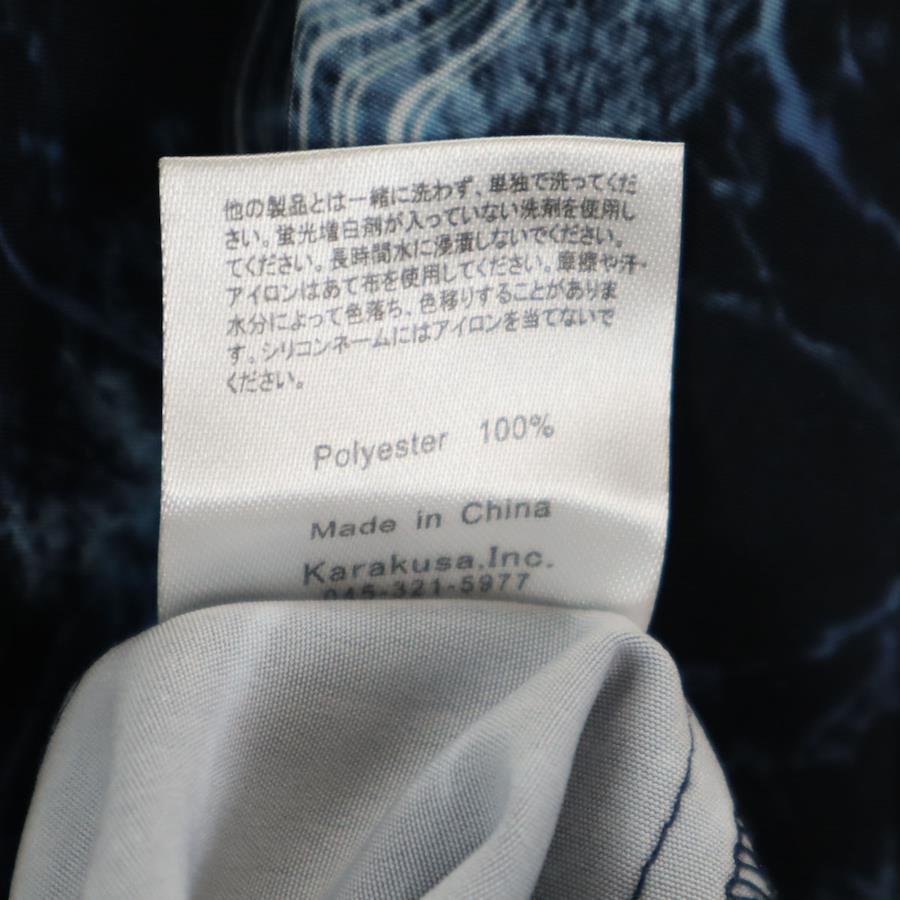 他の製品とは一緒に洗わず、単独で洗ってくだ
さい。蛍光増白剤が入っていない洗剤を使用し
てください。長時間水に浸漬しないでください。
アイロンはあて布を使用してください。摩擦や汗・
水分によって色落ち、色移りすることがありま
す。シリコンネームにはアイロンを当てないで
ください。
Polyester 100%
Made in China
Karakusa,Inc.
045-321-5977